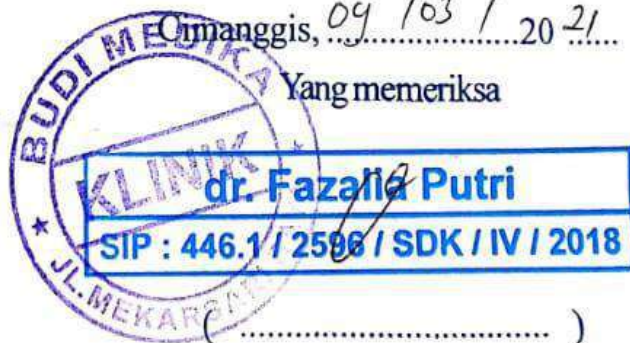 Cimanggis, 09 / 03 / 20 21
Yang memeriksa
BUDI MEDIKA
KLINIK
dr. Fazalia Putri
SIP : 446.1 / 2596 / SDK / IV / 2018
JL. MEKARSARI
( .................................. )